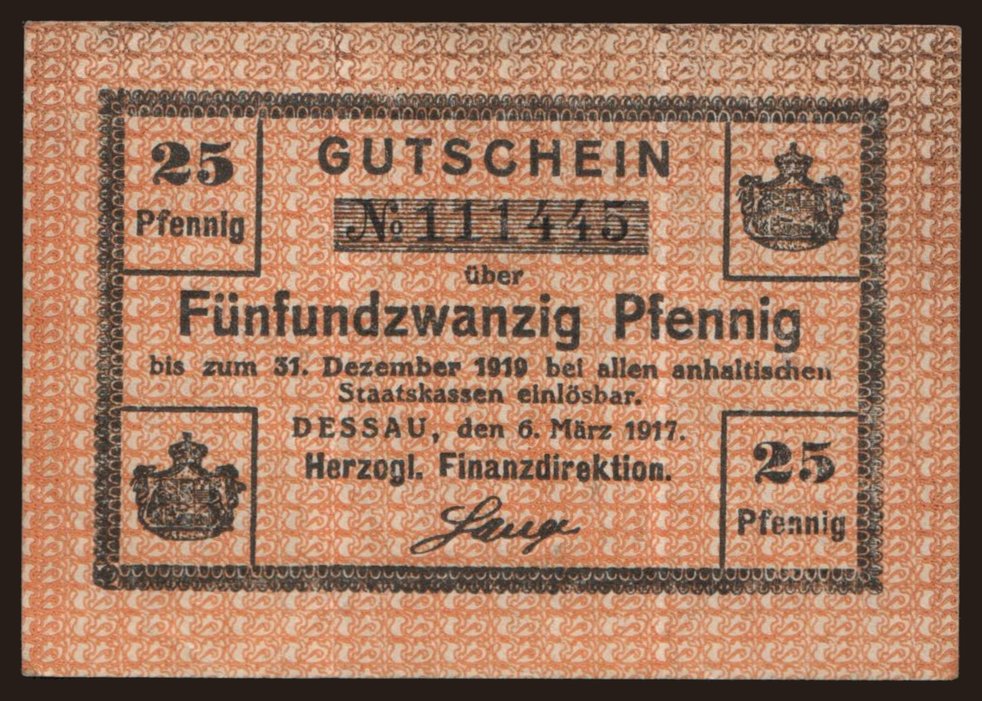 25
Pfennig
GUTSCHEIN
No 111445
über
Fünfundzwanzig Pfennig
bis zum 31. Dezember 1919 bei allen anhaltischen
Staatskassen einlösbar.
DESSAU, den 6. März 1917.
Herzogl. Finanzdirektion.
Lange
25
Pfennig